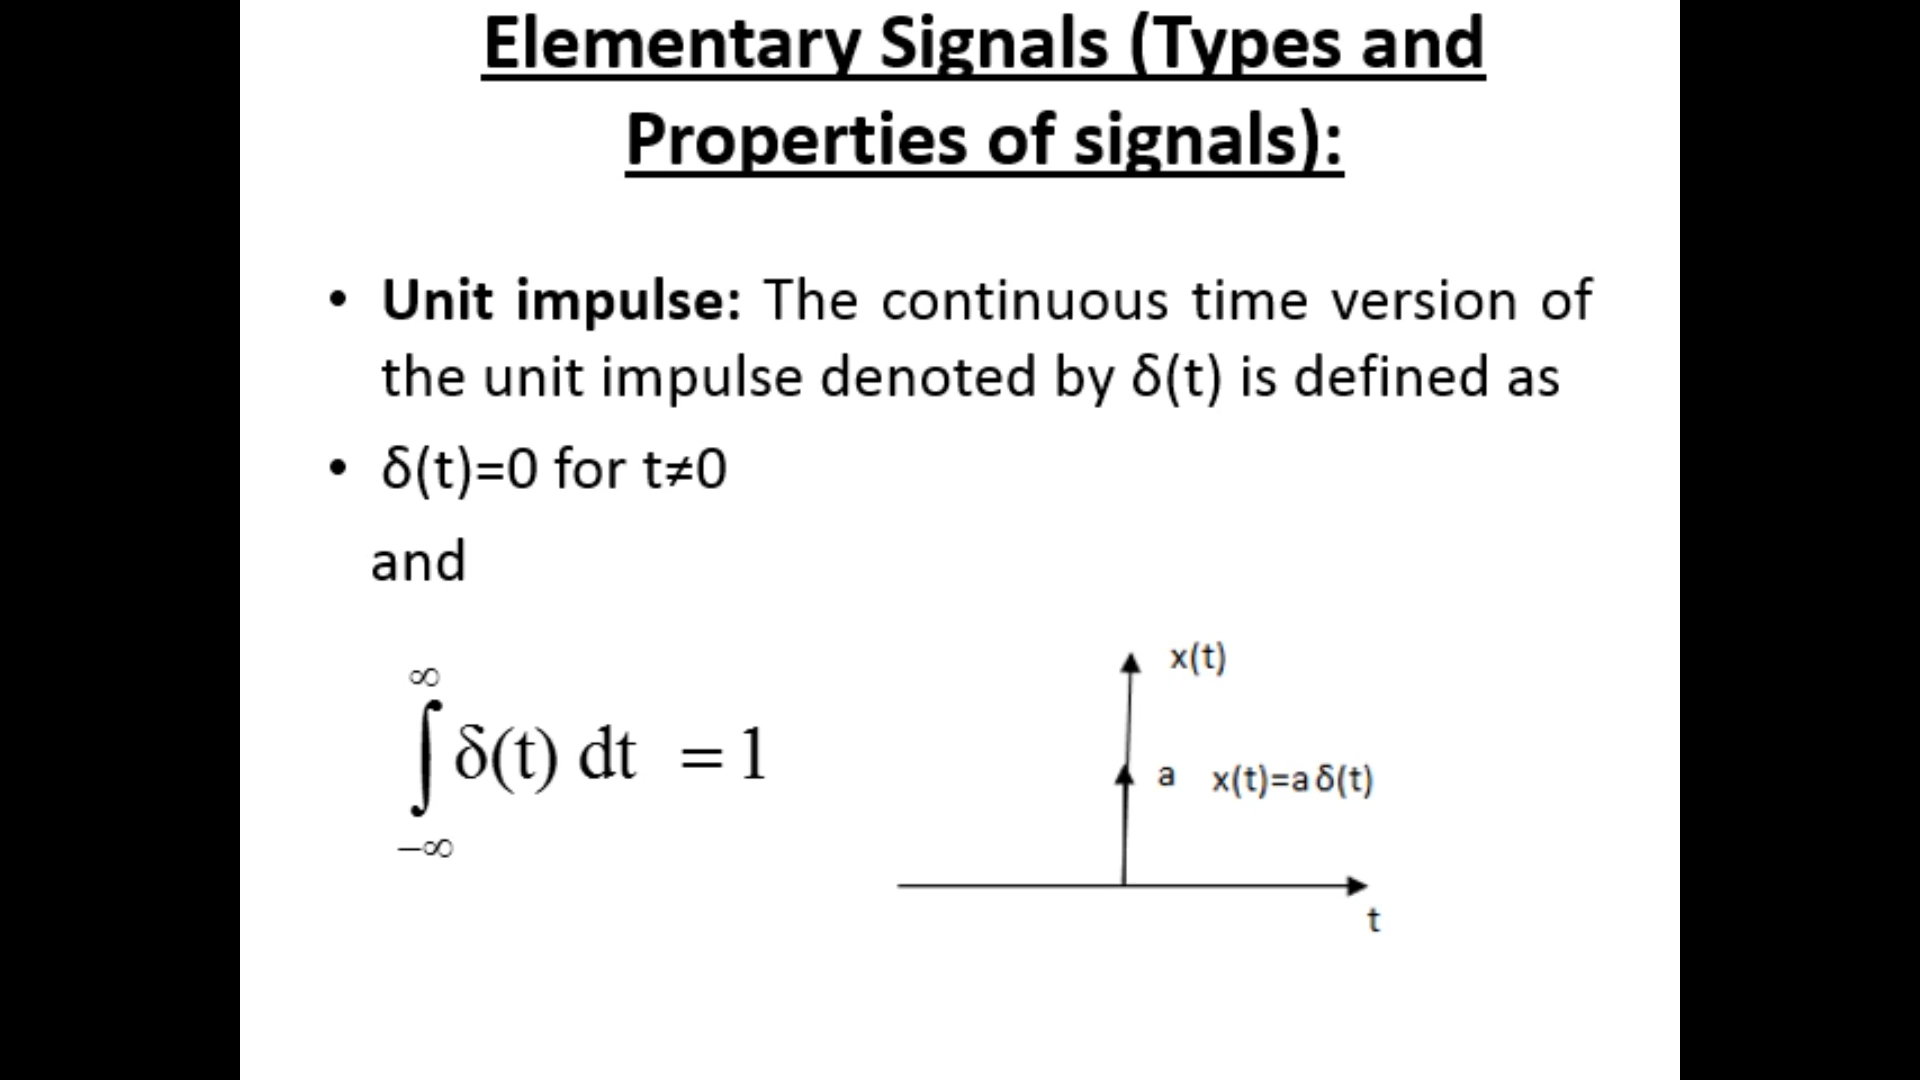 Elementary Signals (Types and
Properties of signals):
• Unit impulse: The continuous time version of
the unit impulse denoted by δ(t) is defined as
• δ(t)=0 for t≠0
and
∞
∫ δ(t) dt = 1
−∞
x(t)
a x(t)=a δ(t)
t